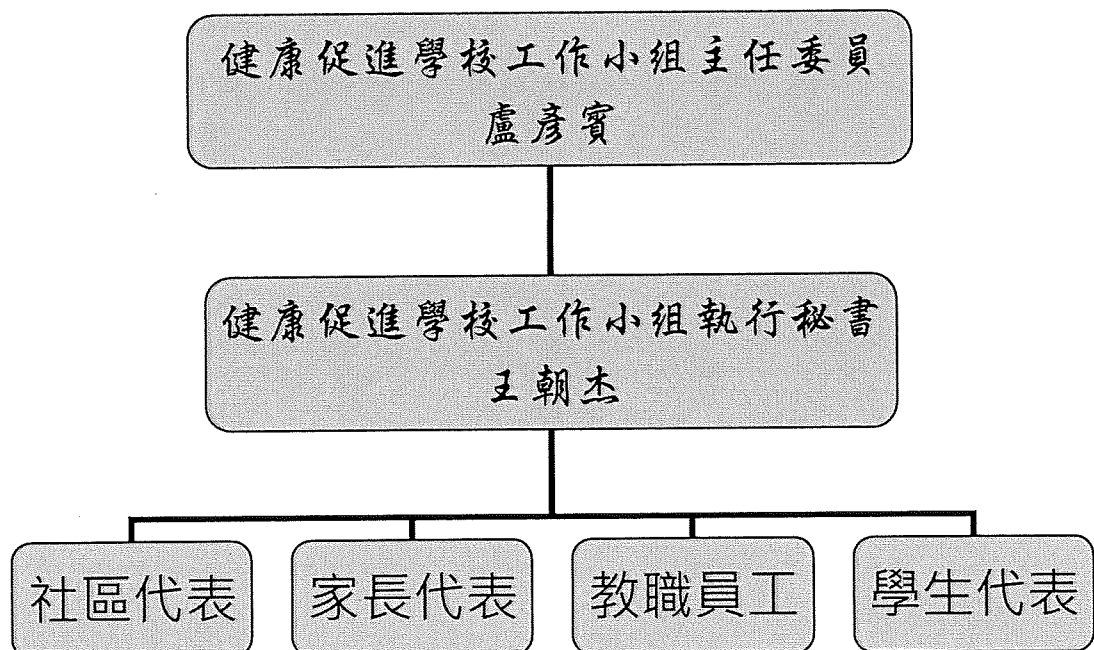 健康促進學校工作小組主任委員
盧彥賓
健康促進學校工作小組執行秘書
王朝杰
社區代表
家長代表
教職員工
學生代表